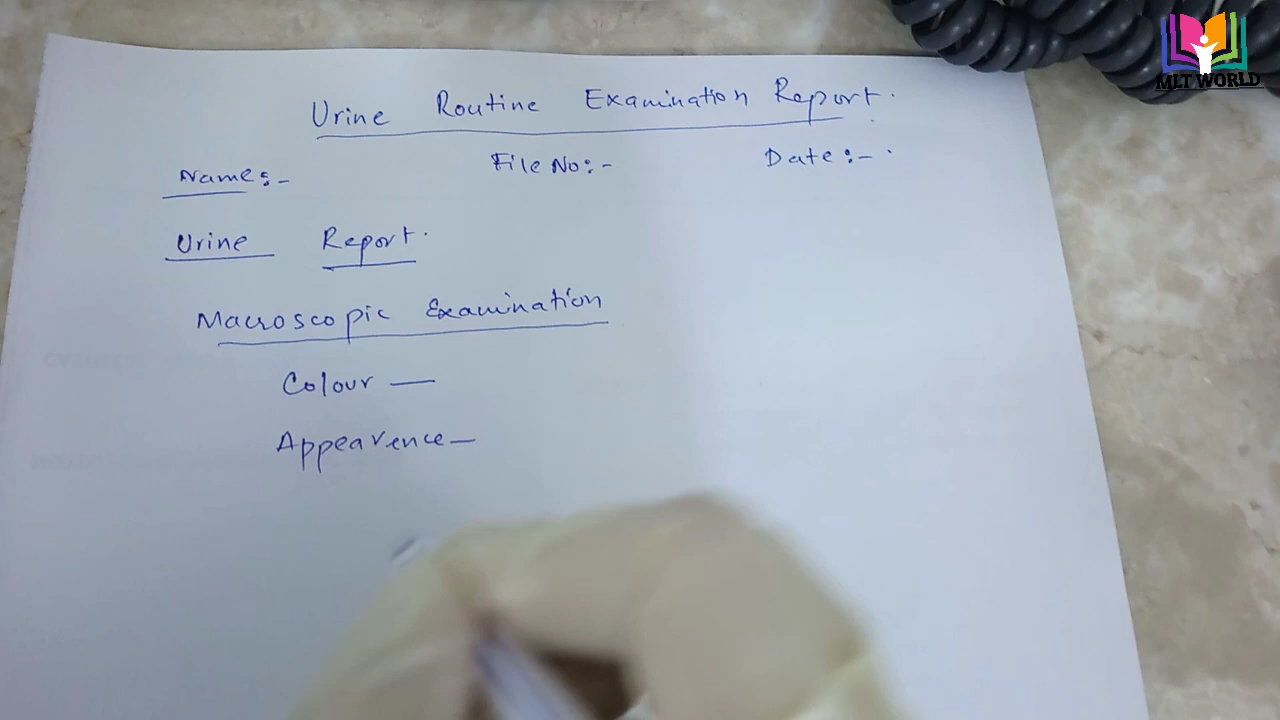 MLT WORLD
Urine Routine Examination Report.
Name:- File No:- Date:-
Urine Report.
Macroscopic Examination
Colour —
Appearence —